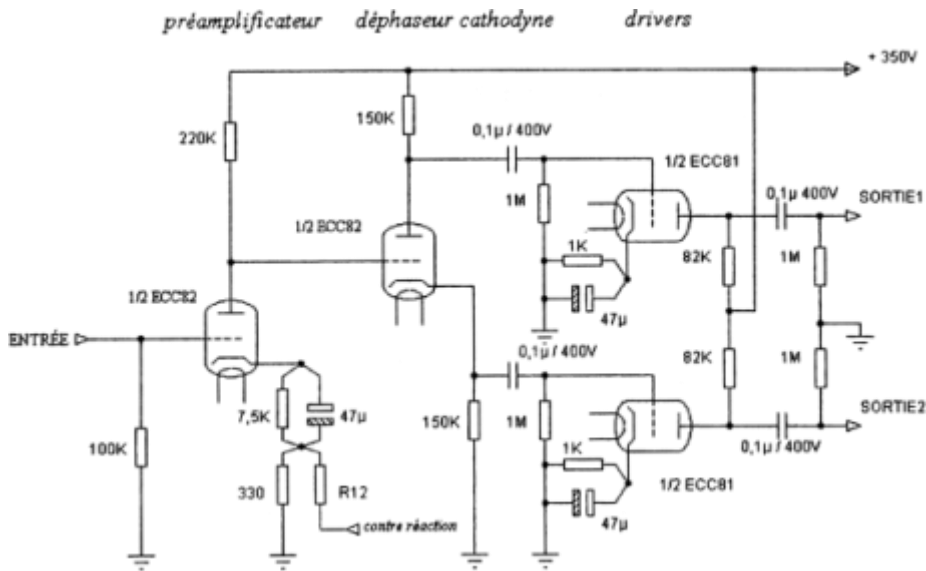 préamplificateur déphaseur cathodyne drivers
+ 350V
150K
0,1µ / 400V
220K
1/2 ECC81
1M
0,1µ 400V
SORTIE1
1/2 ECC82
1K
82K
1M
1/2 ECC82
47µ
ENTRÉE
0,1µ / 400V
82K
1M
7,5K
47µ
150K
1M
SORTIE2
100K
1K
0,1µ / 400V
330
R12
1/2 ECC81
47µ
contre réaction